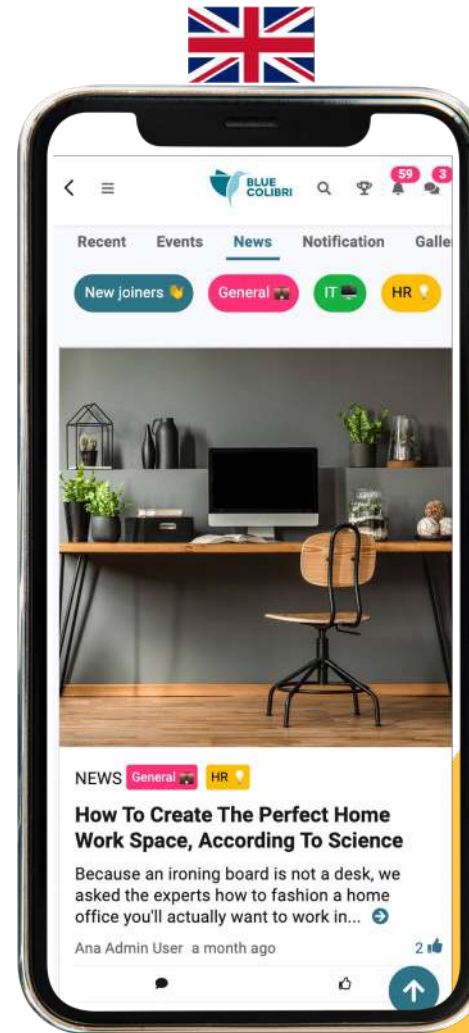 BLUE
COLIBRI
59
3
Recent Events News Notification Galle
New joiners 👋 General IT HR
NEWS General HR
How To Create The Perfect Home
Work Space, According To Science
Because an ironing board is not a desk, we
asked the experts how to fashion a home
office you'll actually want to work in...
Ana Admin User a month ago 2